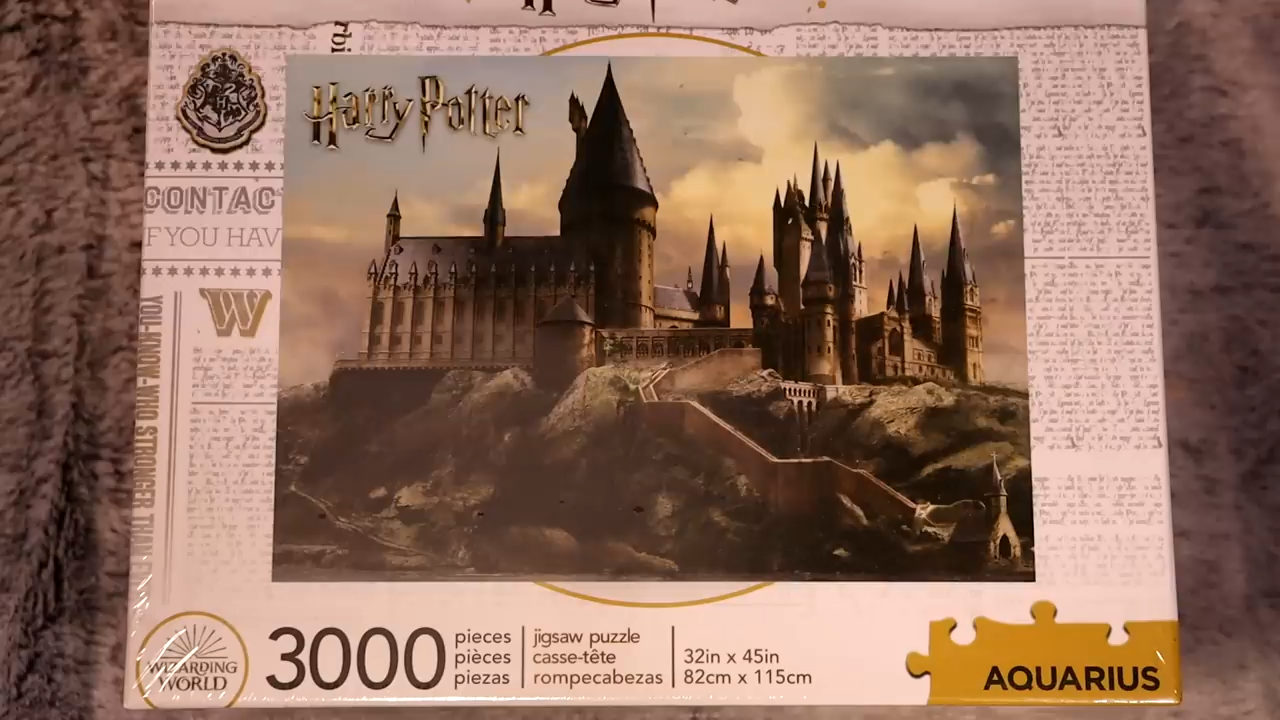 Harry Potter
CONTAC
F YOU HAV
W
YOU-KNOW-WHO STRONGER THAN
WIZARDING
WORLD
3000
pieces
pièces
piezas
jigsaw puzzle
casse-tête
rompecabezas
32in x 45in
82cm x 115cm
AQUARIUS